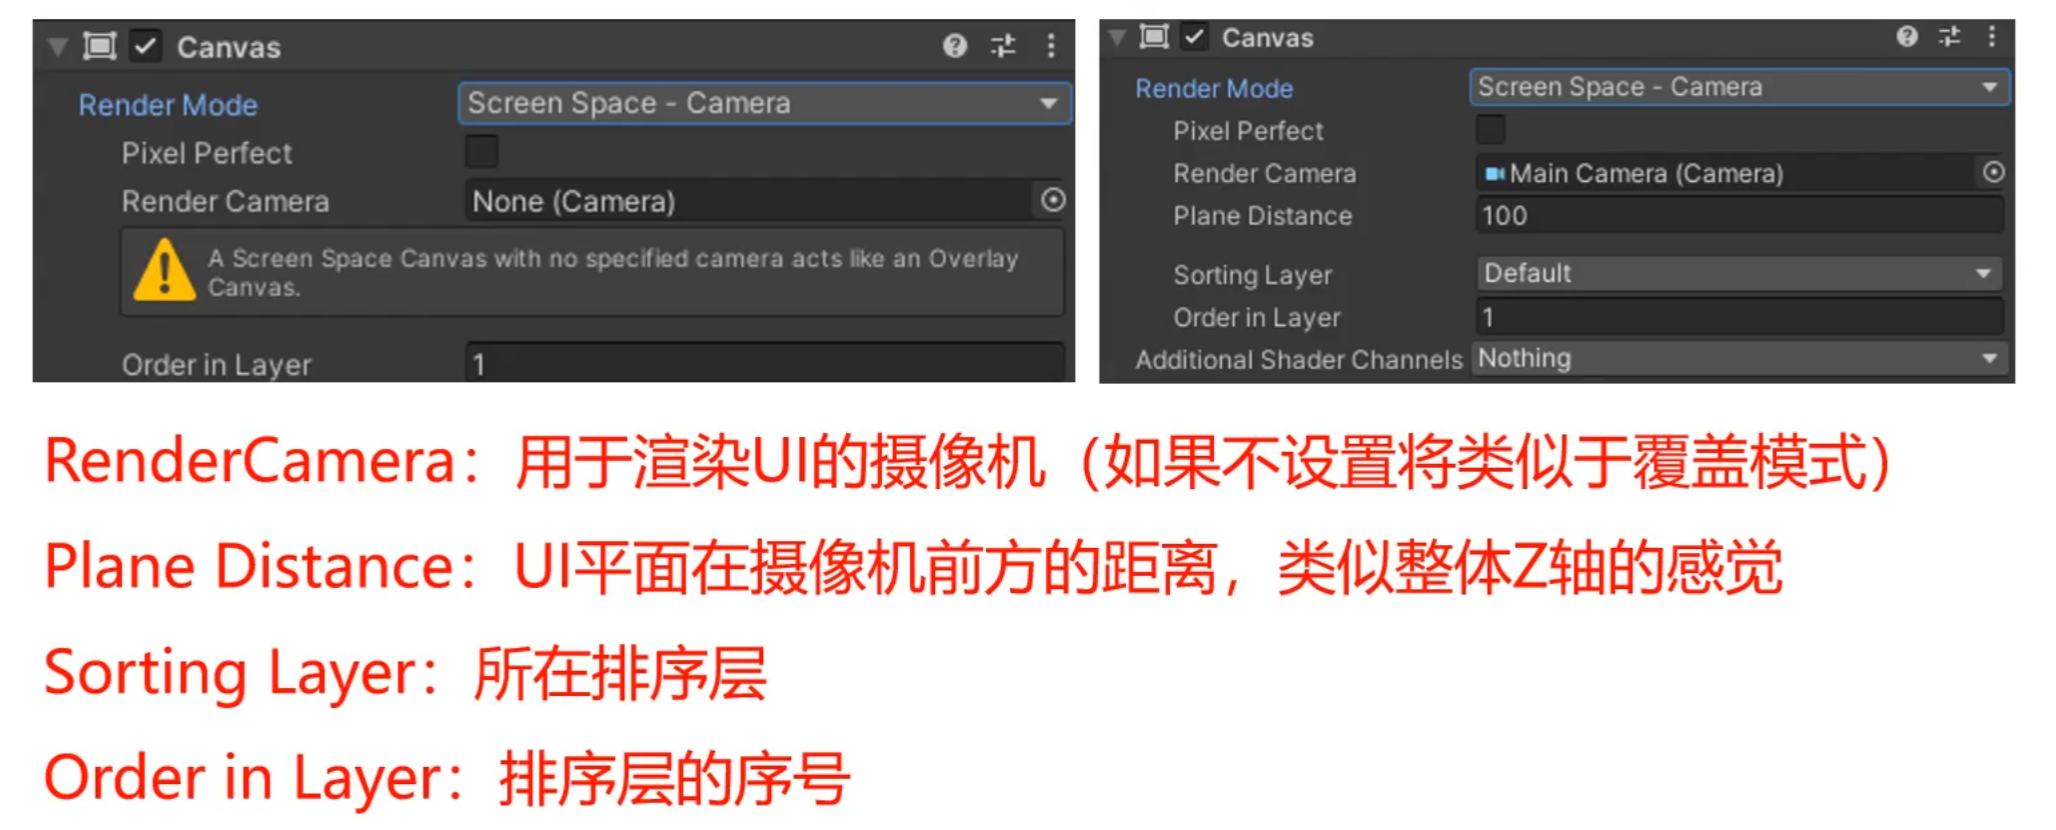 Canvas
Render Mode Screen Space - Camera
Pixel Perfect
Render Camera None (Camera)
A Screen Space Canvas with no specified camera acts like an Overlay
Canvas.
Order in Layer 1
Canvas
Render Mode Screen Space - Camera
Pixel Perfect
Render Camera Main Camera (Camera)
Plane Distance 100
Sorting Layer Default
Order in Layer 1
Additional Shader Channels Nothing
RenderCamera：用于渲染UI的摄像机（如果不设置将类似于覆盖模式）
Plane Distance：UI平面在摄像机前方的距离，类似整体Z轴的感觉
Sorting Layer：所在排序层
Order in Layer：排序层的序号